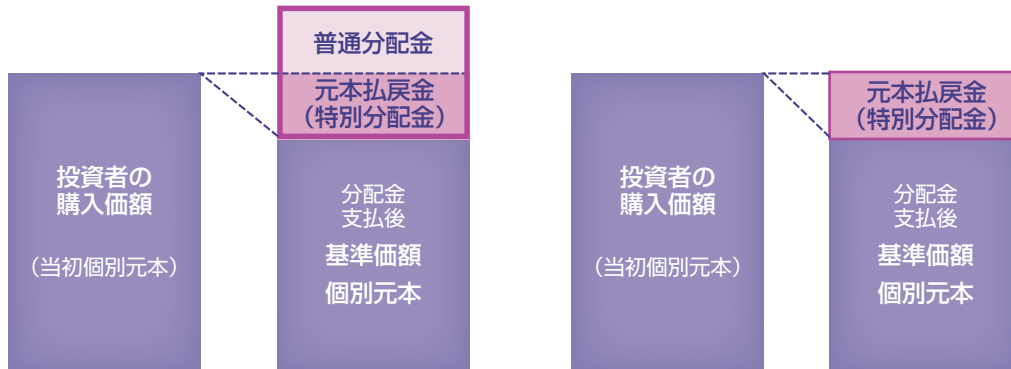 投資者の
購入価額
（当初個別元本）
普通分配金
元本払戻金
（特別分配金）
分配金
支払後
基準価額
個別元本
投資者の
購入価額
（当初個別元本）
元本払戻金
（特別分配金）
分配金
支払後
基準価額
個別元本